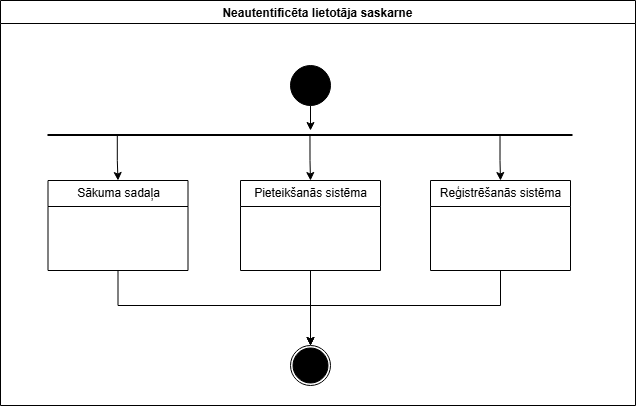 Neautentificēta lietotāja saskarne
Sākuma sadaļa
Pieteikšanās sistēma
Reģistrēšanās sistēma